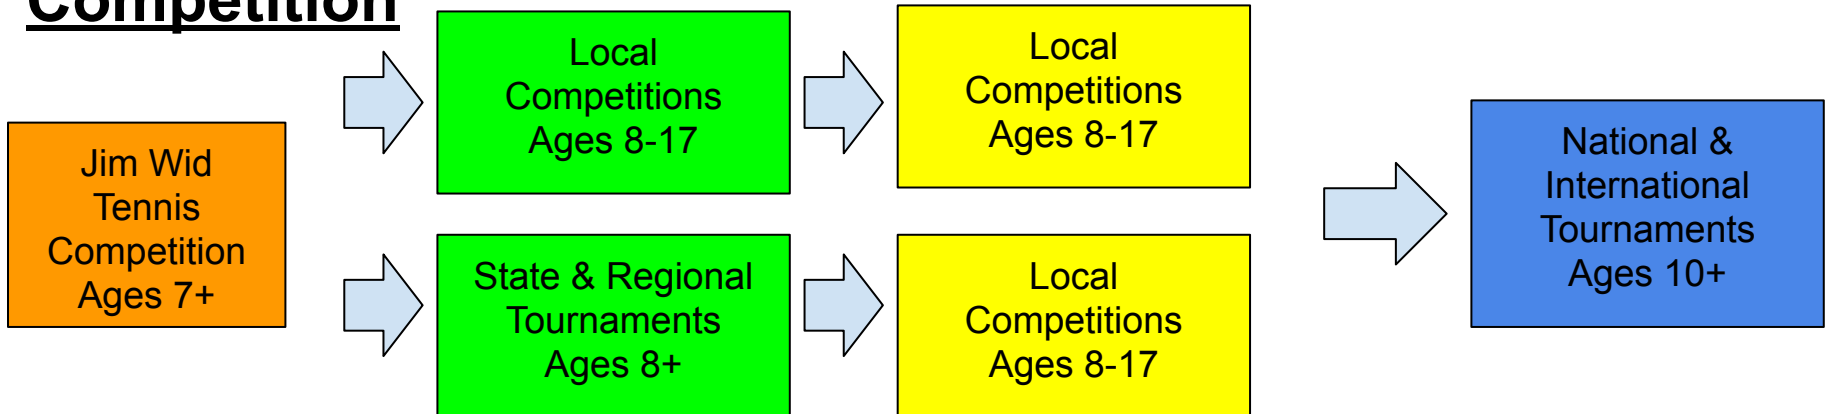 Competition
Jim Wid
Tennis
Competition
Ages 7+
Local
Competitions
Ages 8-17
State & Regional
Tournaments
Ages 8+
Local
Competitions
Ages 8-17
Local
Competitions
Ages 8-17
National &
International
Tournaments
Ages 10+